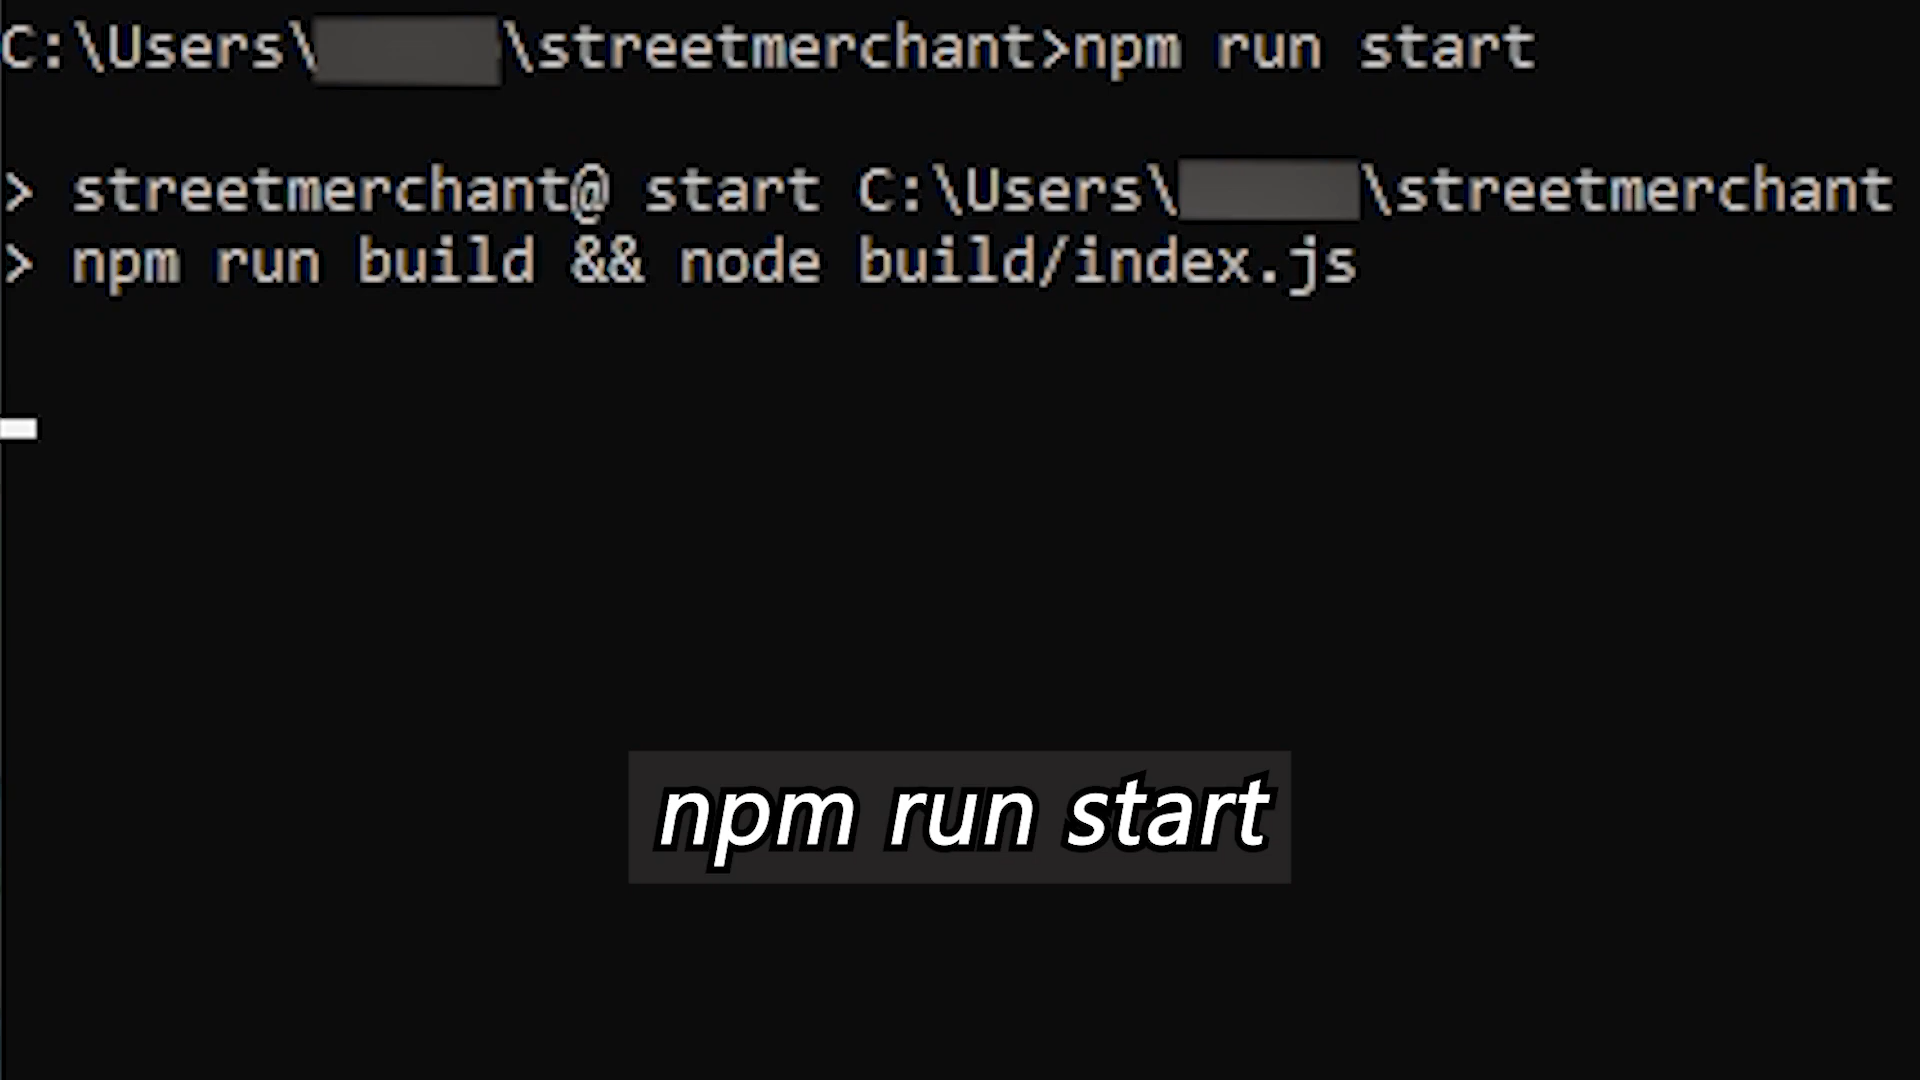 C:\Users\ \streetmerchant>npm run start
> streetmerchant@ start C:\Users\ \streetmerchant
> npm run build && node build/index.js
npm run start